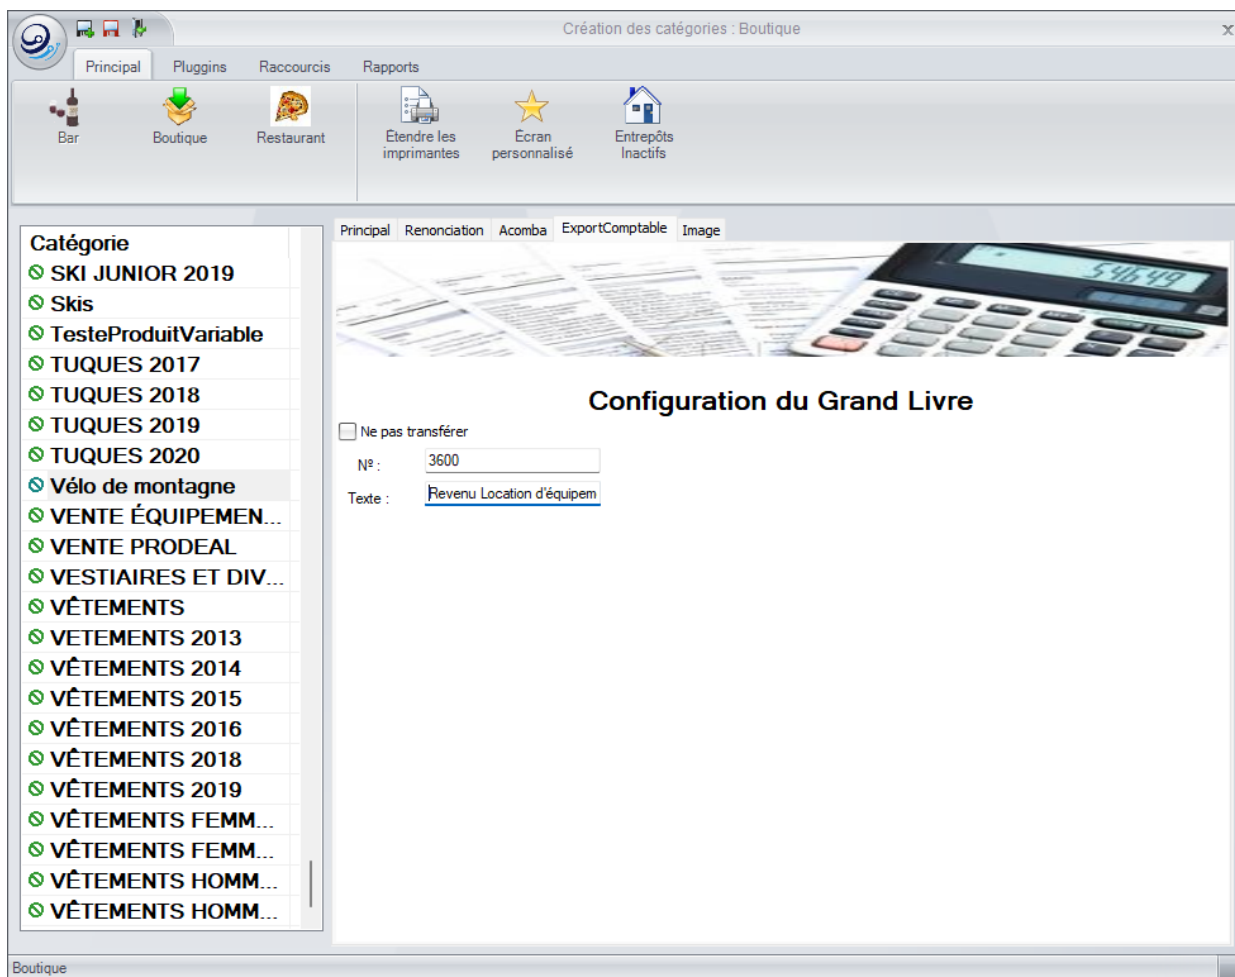 Création des catégories : Boutique
x
Principal Pluggins Raccourcis Rapports
Bar Boutique Restaurant Étendre les imprimantes Écran personnalisé Entrepôts Inactifs
Principal Renonciation Acomba ExportComptable Image
Catégorie
SKI JUNIOR 2019
Skis
TesteProduitVariable
TUQUES 2017
TUQUES 2018
TUQUES 2019
TUQUES 2020
Vélo de montagne
VENTE ÉQUIPEMEN...
VENTE PRODEAL
VESTIAIRES ET DIV...
VÊTEMENTS
VETEMENTS 2013
VÊTEMENTS 2014
VÊTEMENTS 2015
VÊTEMENTS 2016
VÊTEMENTS 2018
VÊTEMENTS 2019
VÊTEMENTS FEMM...
VÊTEMENTS FEMM...
VÊTEMENTS HOMM...
VÊTEMENTS HOMM...
54649
Configuration du Grand Livre
Ne pas transférer
Nº : 3600
Texte : Revenu Location d'équipem
Boutique